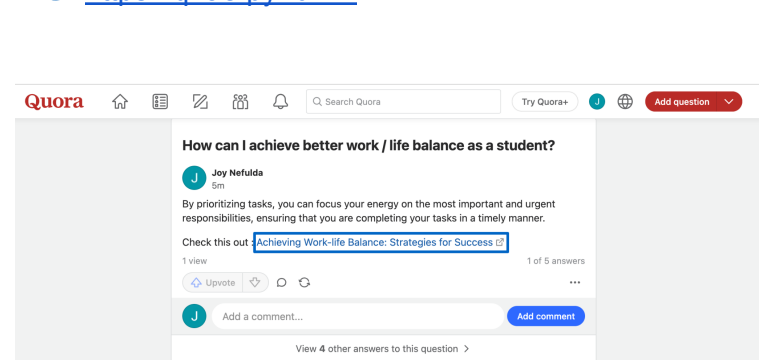 Quora
Search Quora
Try Quora+
J
Add question
How can I achieve better work / life balance as a student?
J
Joy Nefulda
5m
By prioritizing tasks, you can focus your energy on the most important and urgent
responsibilities, ensuring that you are completing your tasks in a timely manner.
Check this out : Achieving Work-life Balance: Strategies for Success
1 view
1 of 5 answers
Upvote
J
Add a comment...
Add comment
View 4 other answers to this question